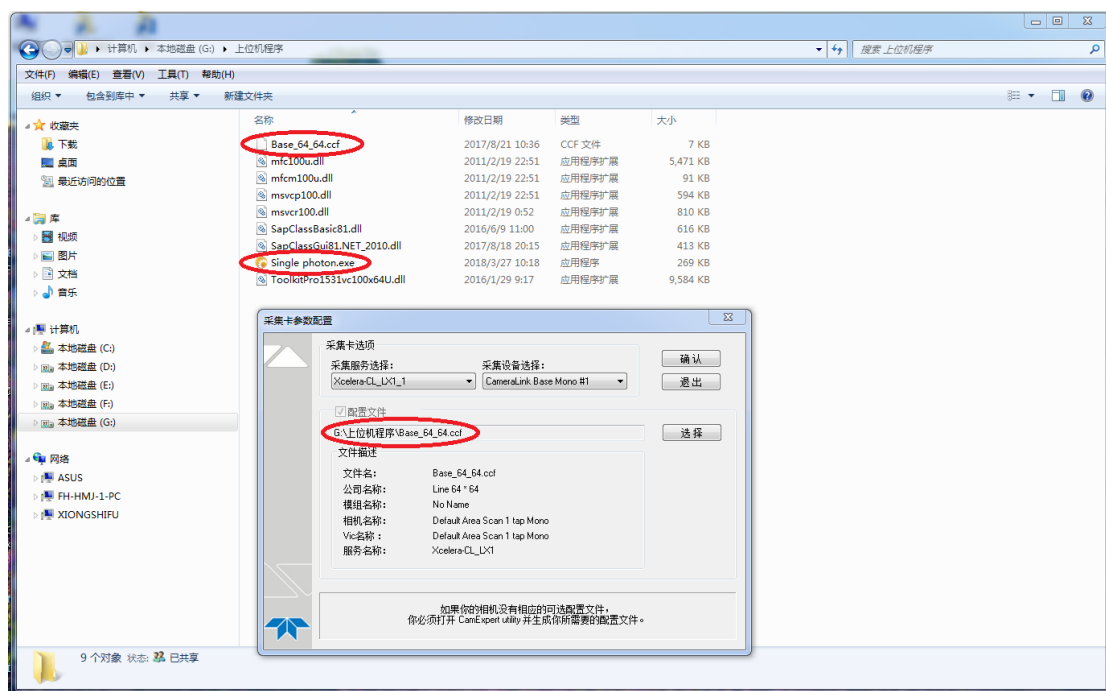 计算机 本地磁盘 (G:) 上位机程序
搜索 上位机程序
文件(F) 编辑(E) 查看(V) 工具(T) 帮助(H)
组织 包含到库中 共享 新建文件夹
收藏夹
下载
桌面
最近访问的位置
库
视频
图片
文档
音乐
计算机
本地磁盘 (C:)
本地磁盘 (D:)
本地磁盘 (E:)
本地磁盘 (F:)
本地磁盘 (G:)
网络
ASUS
FH-HMJ-1-PC
XIONGSHIFU
名称 修改日期 类型 大小
Base_64_64.ccf 2017/8/21 10:36 CCF 文件 7 KB
mfc100u.dll 2011/2/19 22:51 应用程序扩展 5,471 KB
mfcm100u.dll 2011/2/19 22:51 应用程序扩展 91 KB
msvcp100.dll 2011/2/19 22:51 应用程序扩展 594 KB
msvcr100.dll 2011/2/19 0:52 应用程序扩展 810 KB
SapClassBasic81.dll 2016/6/9 11:00 应用程序扩展 616 KB
SapClassGui81.NET_2010.dll 2017/8/18 20:15 应用程序扩展 413 KB
Single photon.exe 2018/3/27 10:18 应用程序 269 KB
ToolkitPro1531vc100x64U.dll 2016/1/29 9:17 应用程序扩展 9,584 KB
采集卡参数配置
采集卡选项
采集服务选择: 采集设备选择:
Xcelera-CL_LX1_1 CameraLink Base Mono #1
确认
退出
配置文件
G:\上位机程序\Base_64_64.ccf
选择
文件描述
文件名: Base_64_64.ccf
公司名称: Line 64 * 64
模组名称: No Name
相机名称: Default Area Scan 1 tap Mono
Vic名称: Default Area Scan 1 tap Mono
服务名称: Xcelera-CL_LX1
如果你的相机没有相应的可选配置文件,
你必须打开 CamExpert utility 并生成你所需要的配置文件。
9 个对象 状态: 已共享